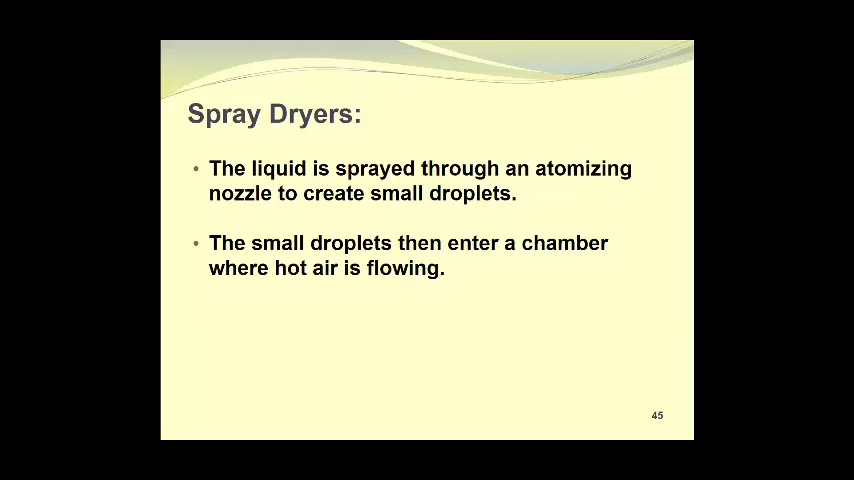 Spray Dryers:
• The liquid is sprayed through an atomizing
nozzle to create small droplets.
• The small droplets then enter a chamber
where hot air is flowing.
45